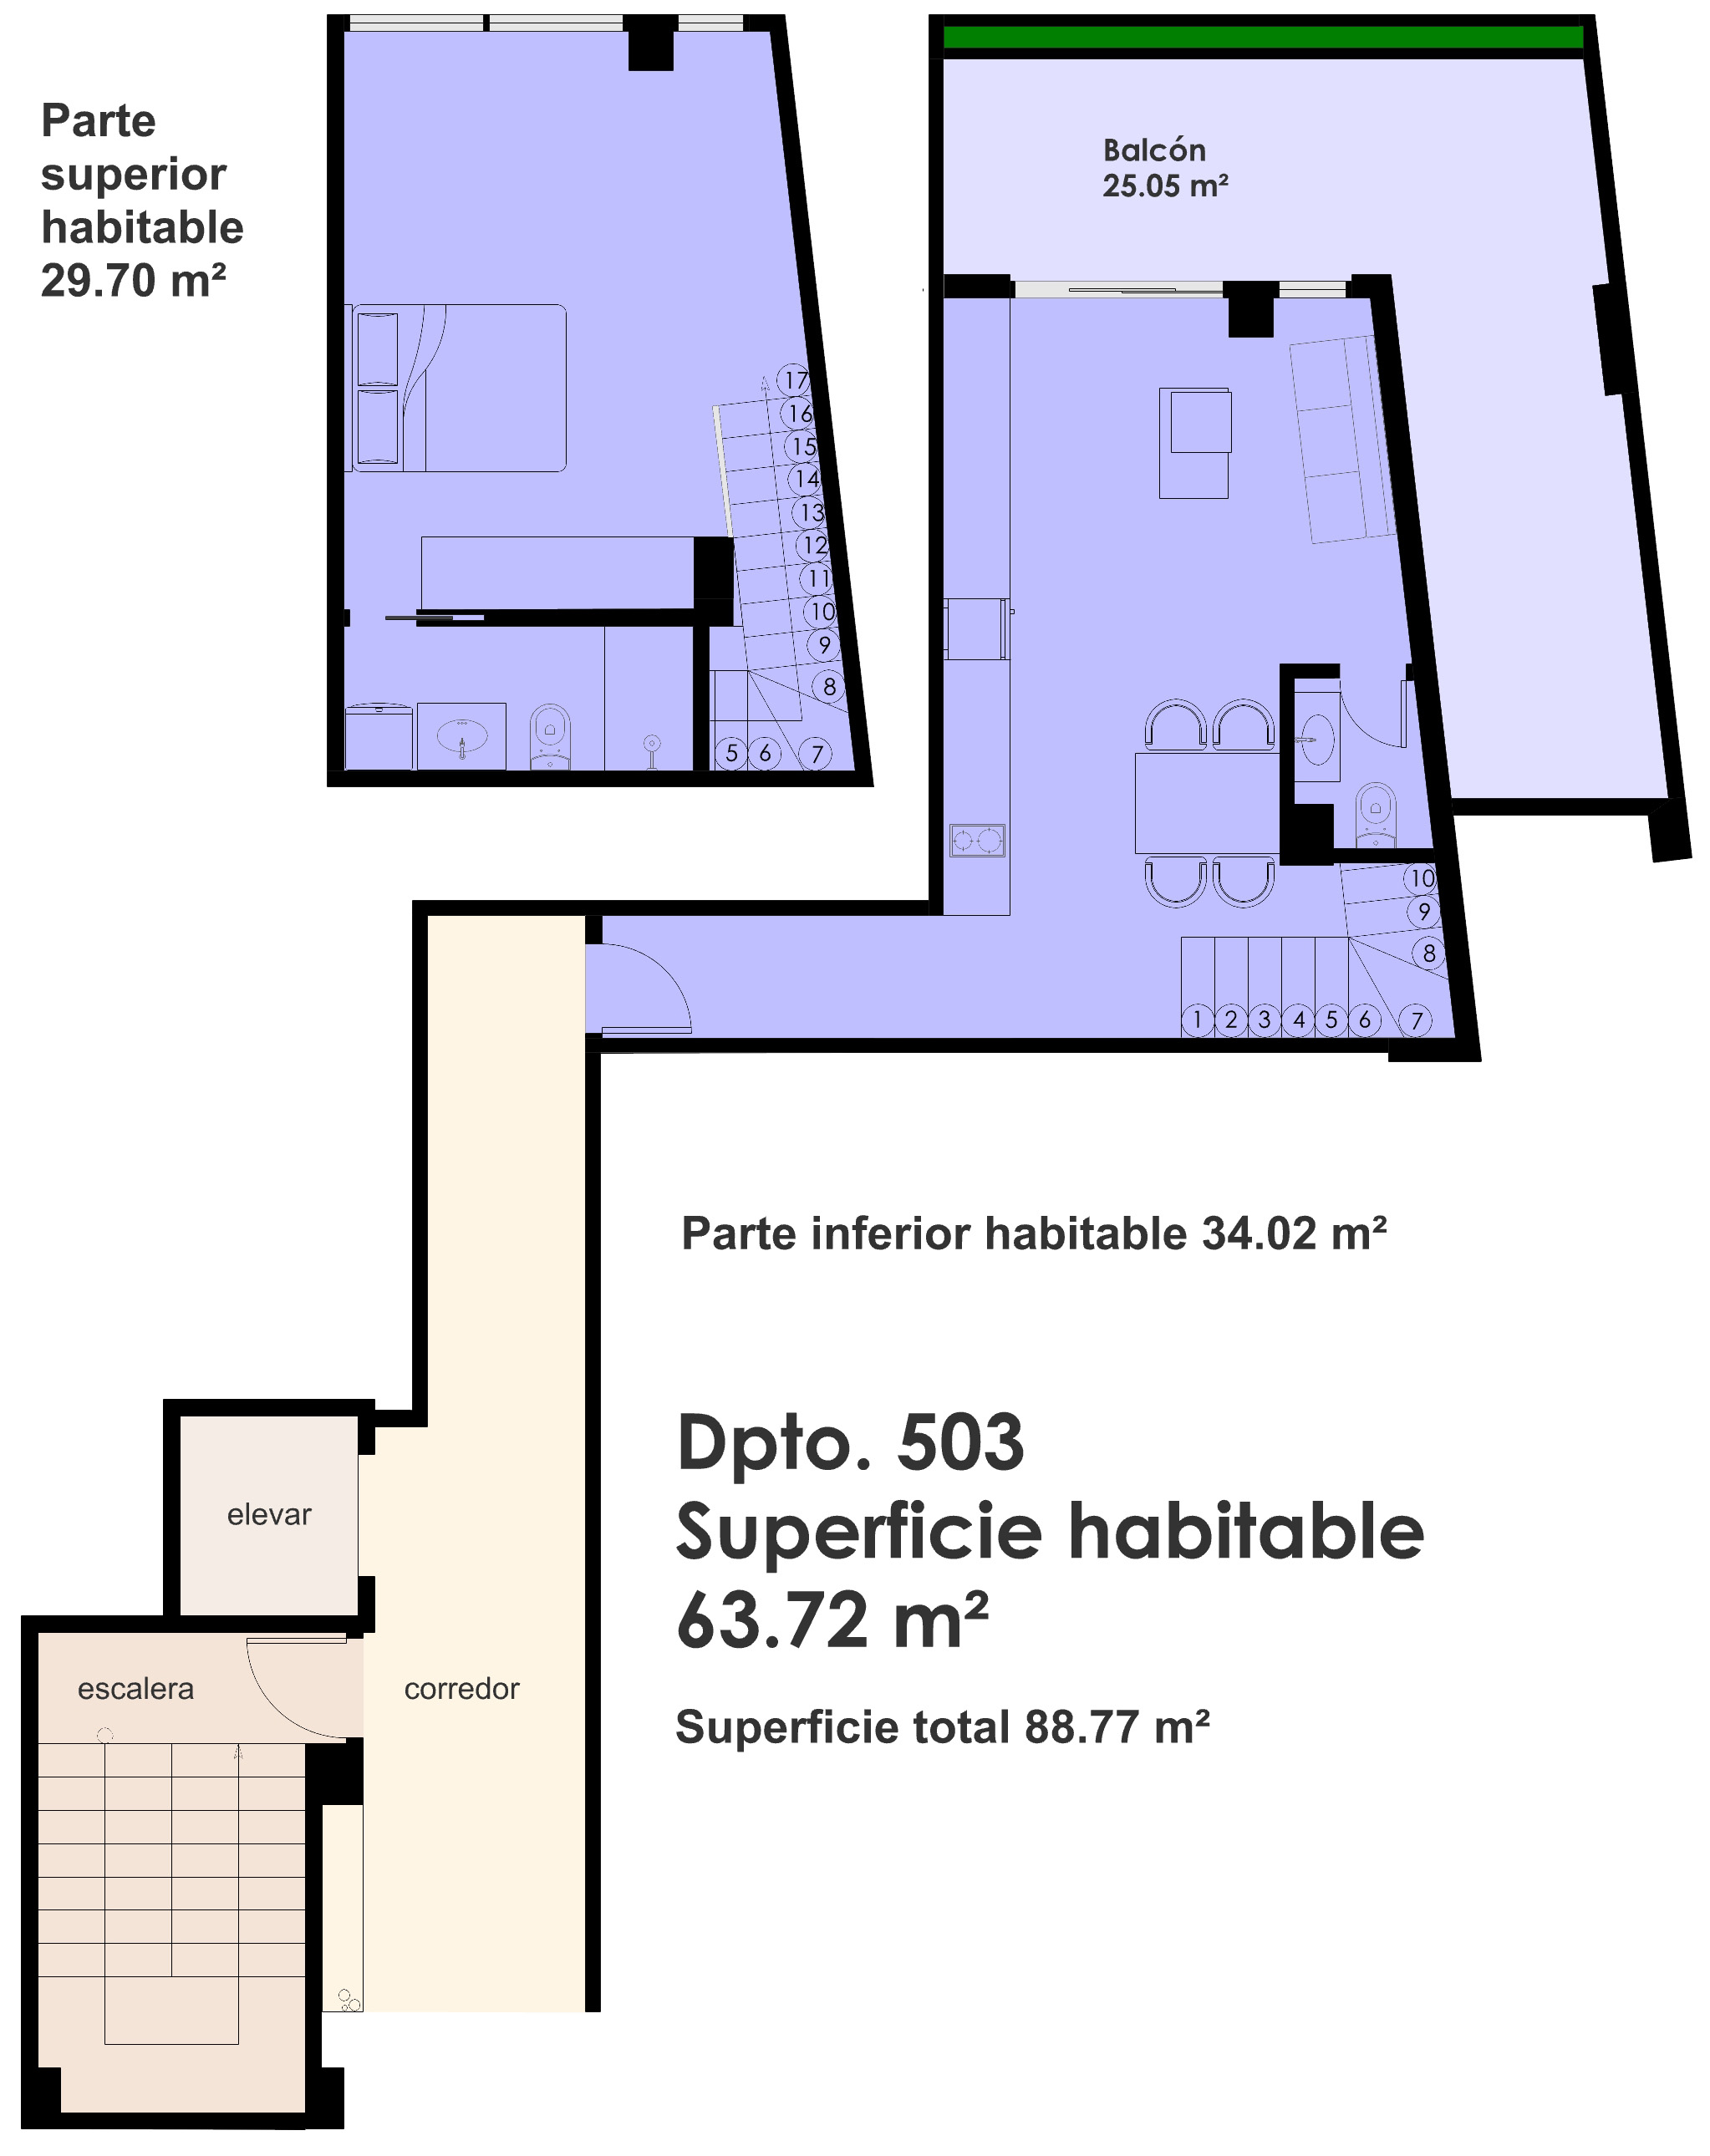 Parte
superior
habitable
29.70 m²
Balcón
25.05 m²
17
16
15
14
13
12
11
10
9
8
5 6 7
10
9
8
1 2 3 4 5 6 7
Parte inferior habitable 34.02 m²
Dpto. 503
Superficie habitable
63.72 m²
Superficie total 88.77 m²
elevar
escalera
corredor